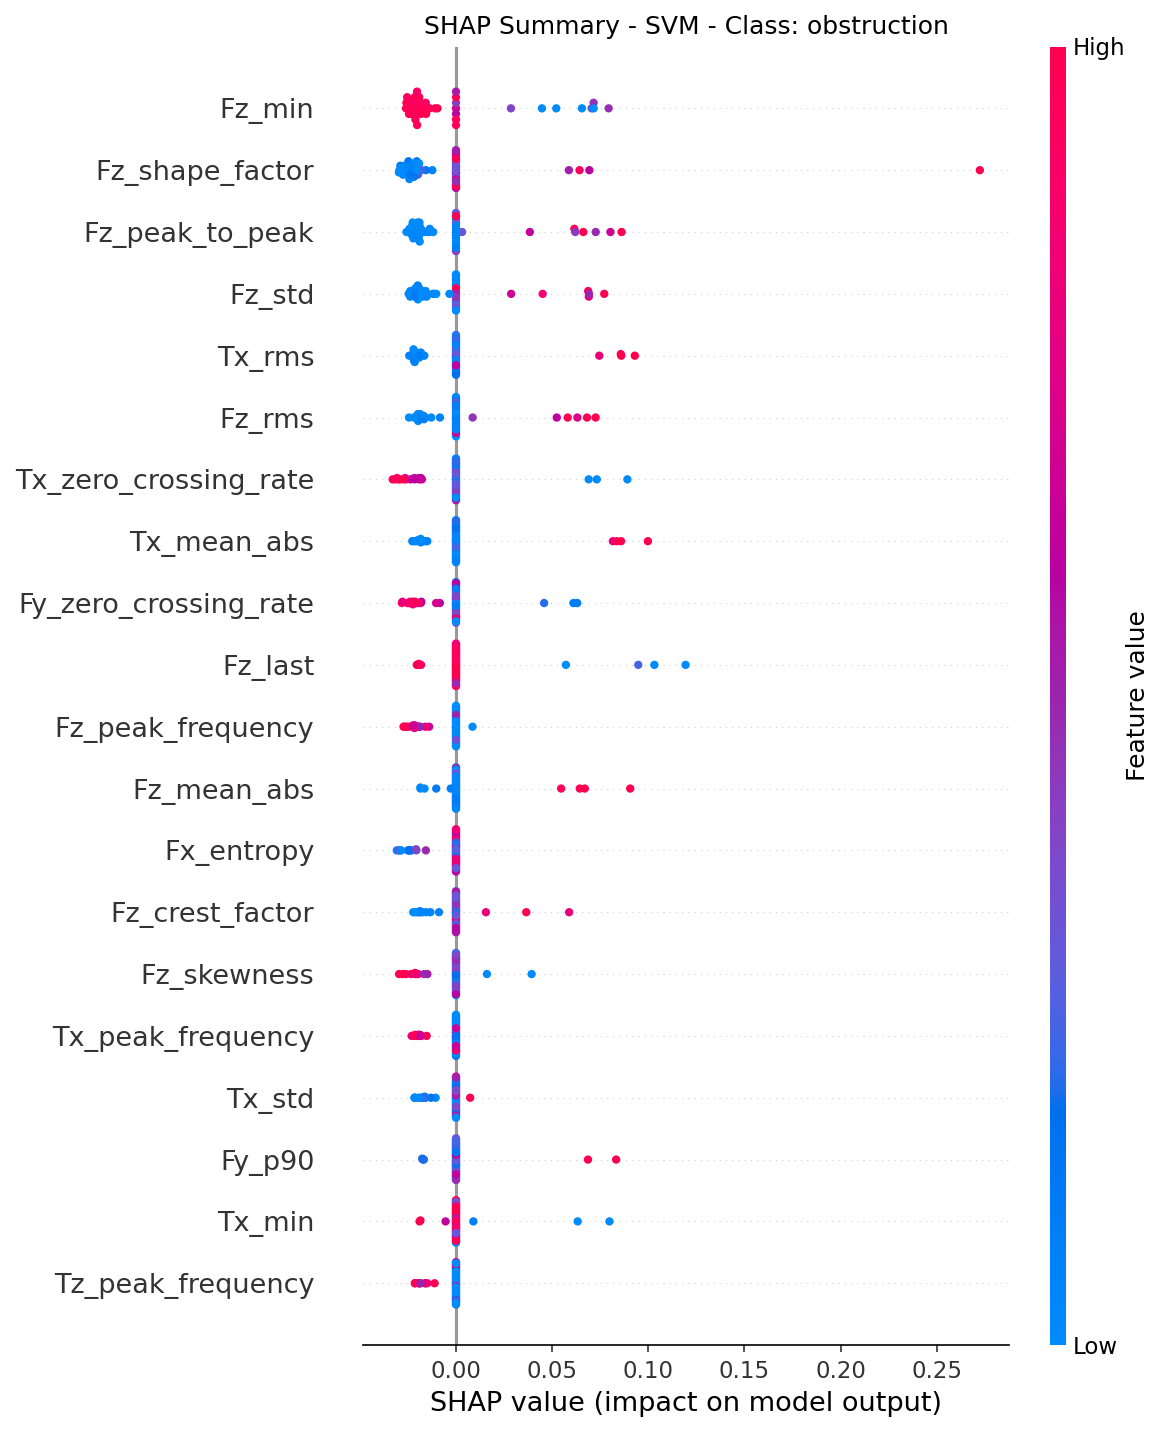 SHAP Summary - SVM - Class: obstruction
High
Fz_min
Fz_shape_factor
Fz_peak_to_peak
Fz_std
Tx_rms
Fz_rms
Tx_zero_crossing_rate
Tx_mean_abs
Fy_zero_crossing_rate
Fz_last
Fz_peak_frequency
Fz_mean_abs
Fx_entropy
Fz_crest_factor
Fz_skewness
Tx_peak_frequency
Tx_std
Fy_p90
Tx_min
Tz_peak_frequency
Feature value
Low
0.00 0.05 0.10 0.15 0.20 0.25
SHAP value (impact on model output)